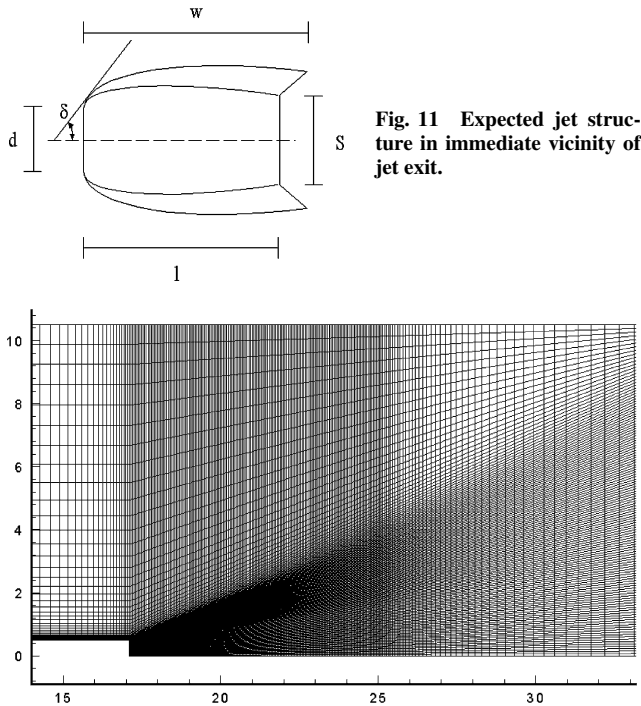 w
δ
d
S
l
Fig. 11 Expected jet struc-
ture in immediate vicinity of
jet exit.
10
8
6
4
2
0
15
20
25
30